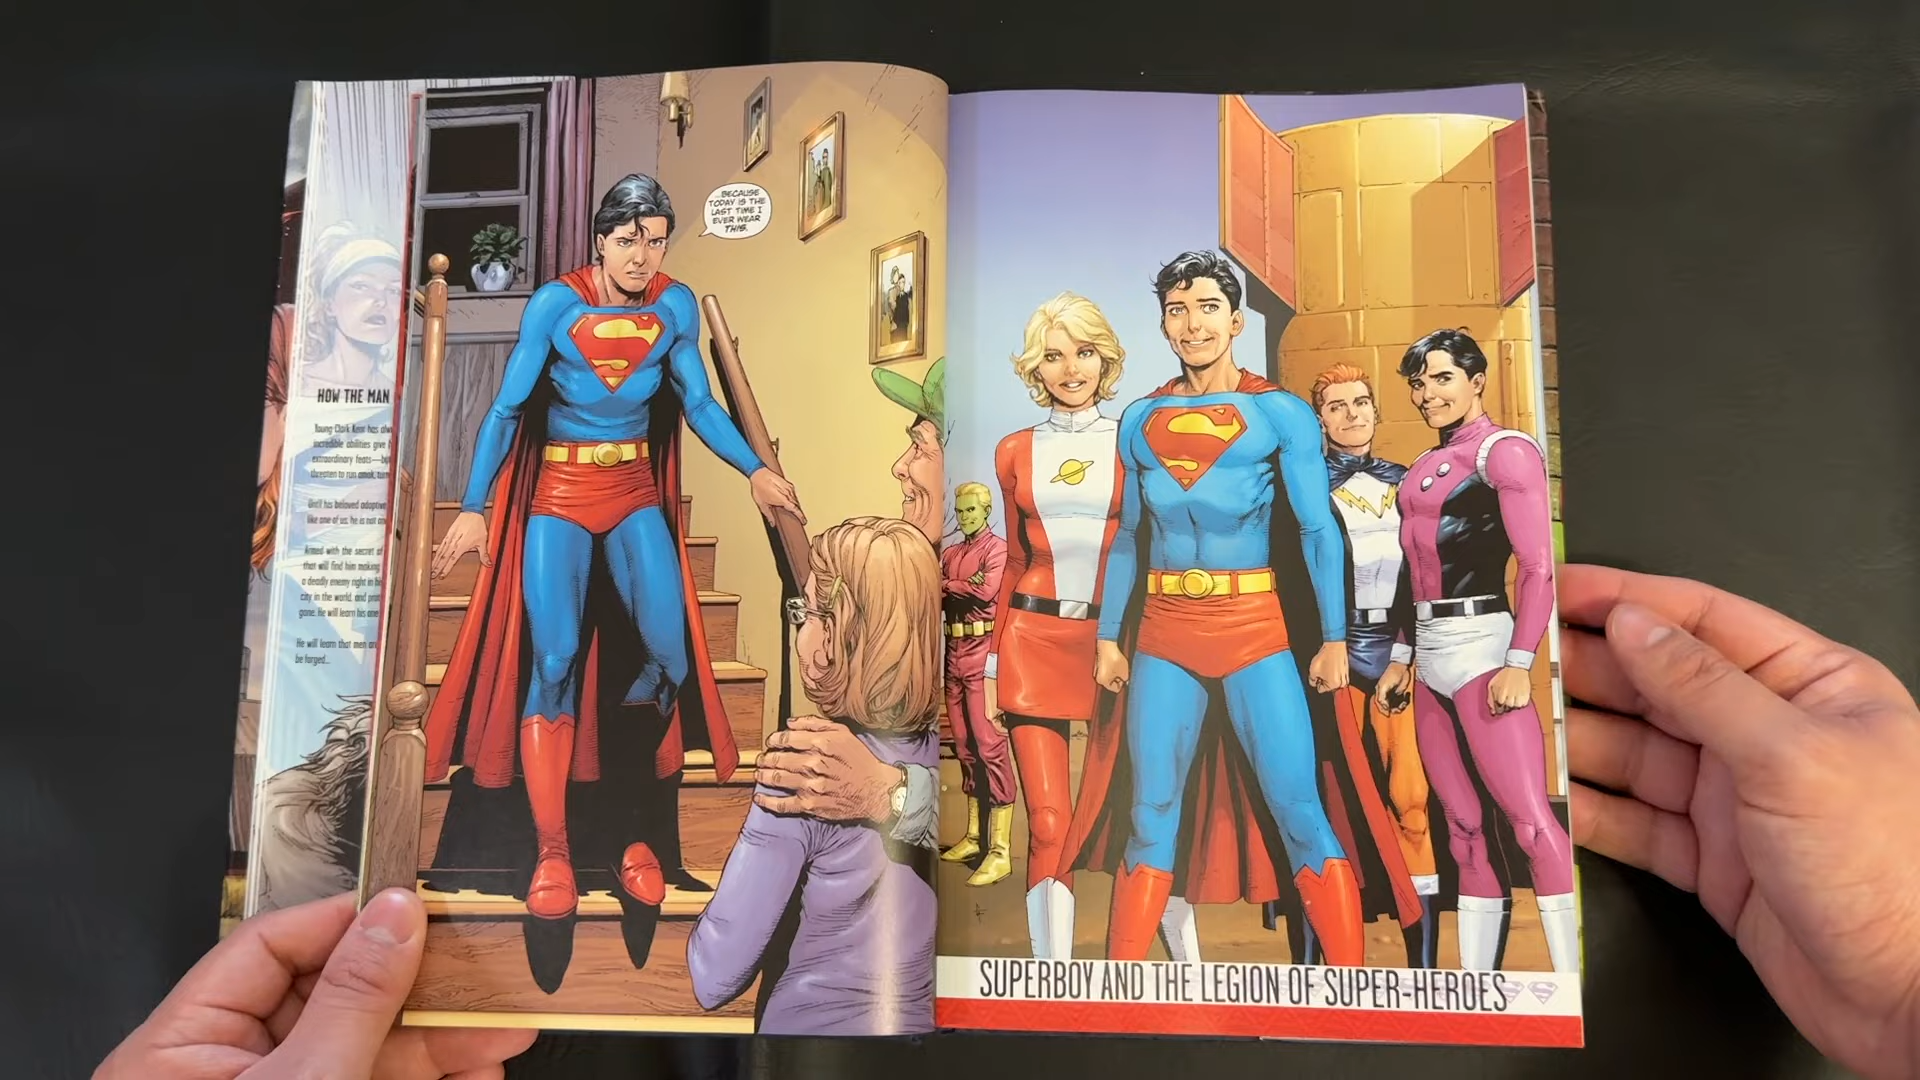 HOW THE MAN
Young Clark Kent has
incredible abilities give
extraordinary feats—
threaten to run amok,
Until his beloved adoptive
like one of us, he is not
Armed with the secret of
that will find him making
a deadly enemy right in
city in the world, and
game. He will learn his
He will learn that men
be forged...
BECAUSE
TODAY IS THE
LAST TIME I
EVER WEAR
THIS.
SUPERBOY AND THE LEGION OF SUPER-HEROES